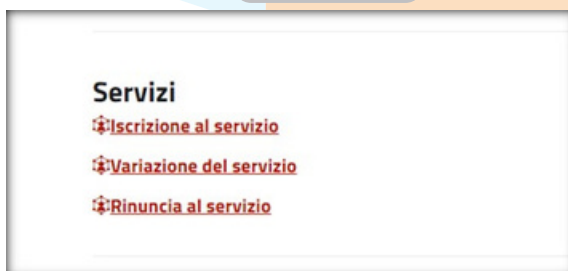 Servizi
Iscrizione al servizio
Variazione del servizio
Rinuncia al servizio